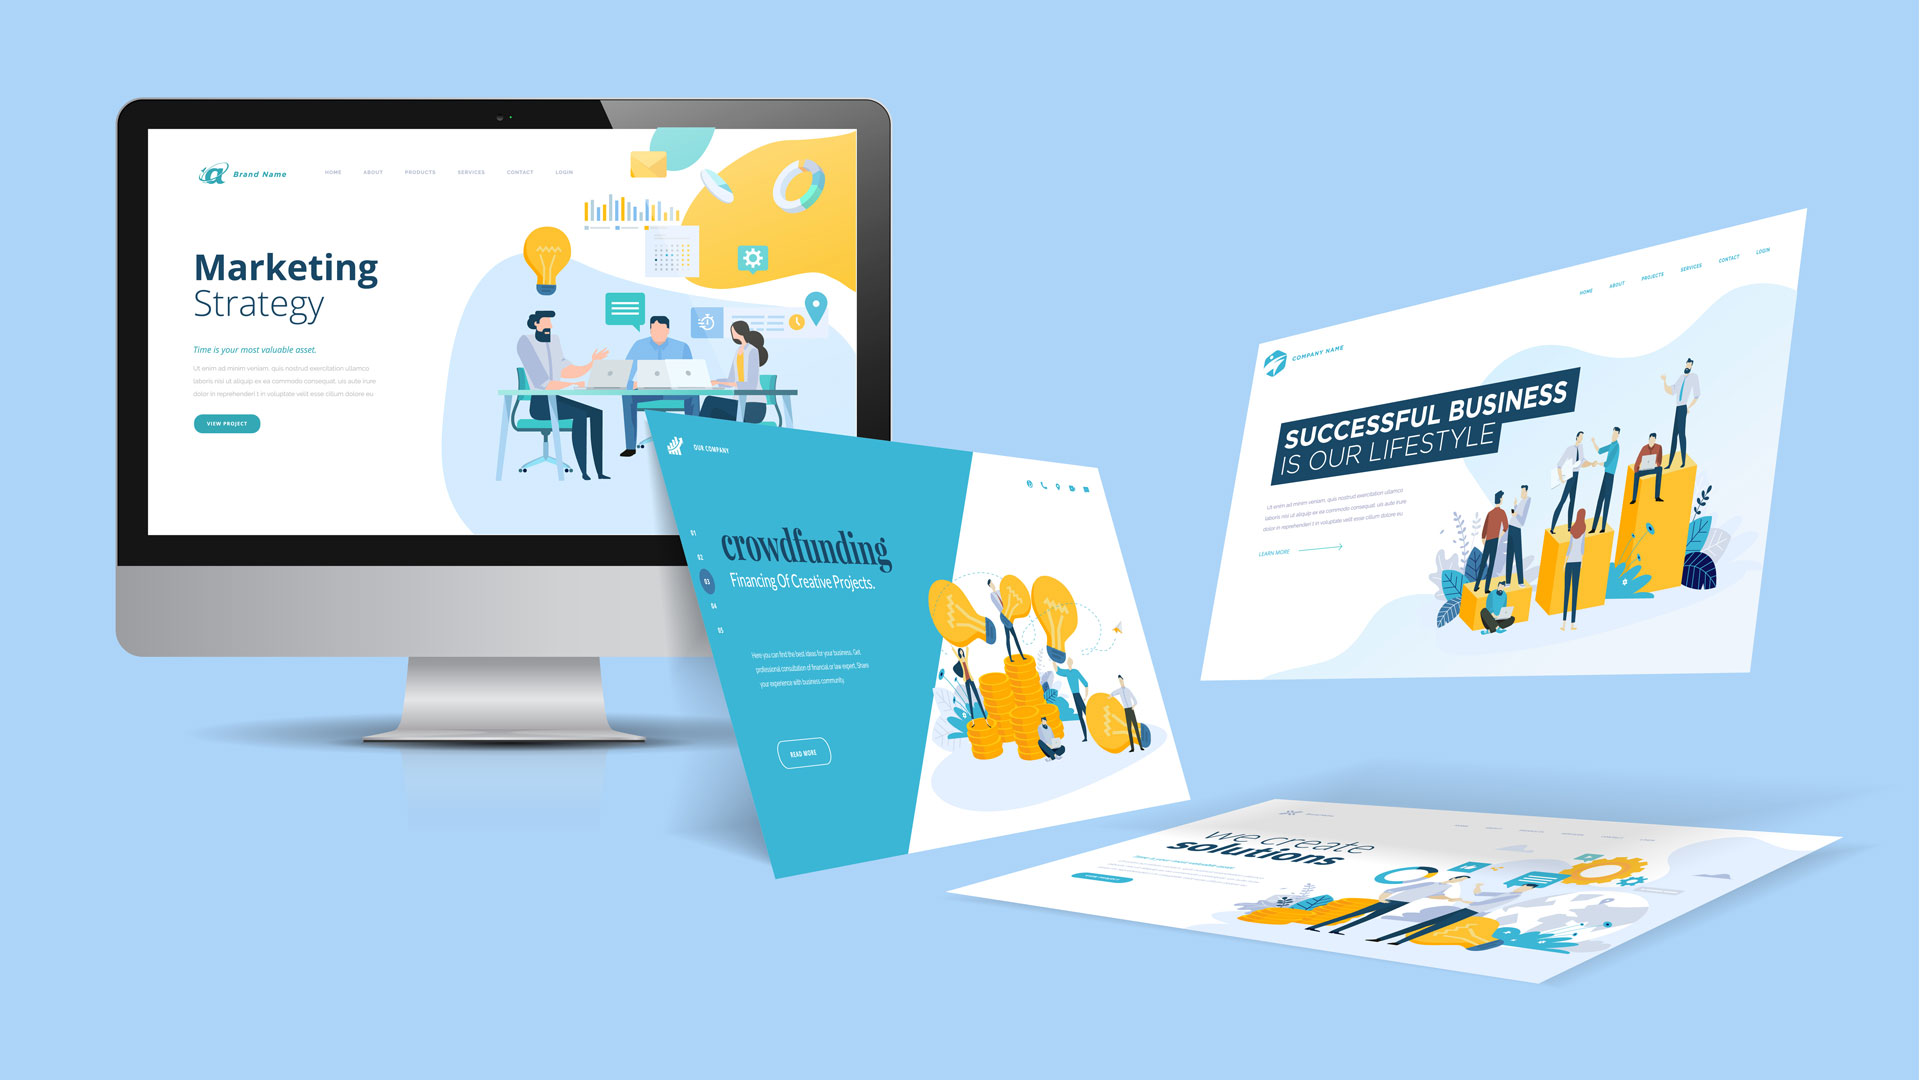 Brand Name
HOME ABOUT PRODUCTS SERVICES CONTACT LOGIN
Marketing
Strategy
Time is your most valuable asset.
Ut enim ad minim veniam, quis nostrud exercitation ullamco
laboris nisi ut aliquip ex ea commodo consequat. uis aute irure
dolor in reprehenderi t in voluptate velit esse cillum dolore eu
VIEW PROJECT
OUR COMPANY
01
02
03
04
05
crowdfunding
Financing Of Creative Projects.
Here you can find the best ideas for your business. Get
professional consultation of financial or law expert. Share
your experience with business community.
READ MORE
HOME ABOUT PROJECTS SERVICES CONTACT LOGIN
COMPANY NAME
SUCCESSFUL BUSINESS
IS OUR LIFESTYLE
Ut enim ad minim veniam, quis nostrud exercitation ullamco
laboris nisi ut aliquip ex ea commodo consequat. uis aute irure
dolor in reprehenderi t in voluptate velit esse cillum dolore eu
LEARN MORE
we create
solutions